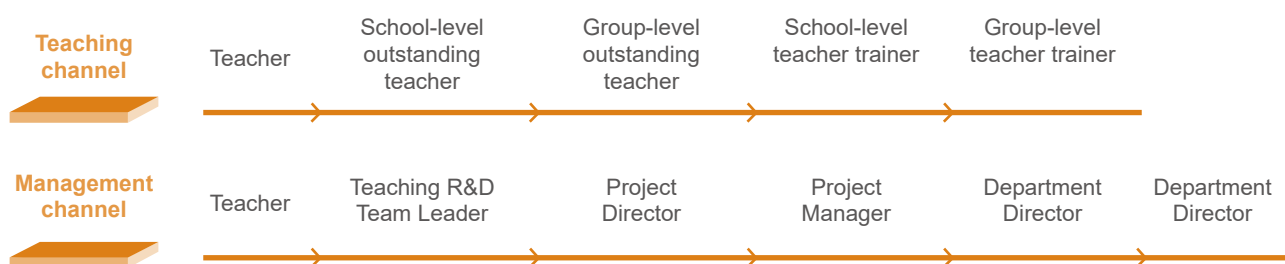 Teaching
channel
Teacher
School-level
outstanding
teacher
Group-level
outstanding
teacher
School-level
teacher trainer
Group-level
teacher trainer
Management
channel
Teacher
Teaching R&D
Team Leader
Project
Director
Project
Manager
Department
Director
Department
Director